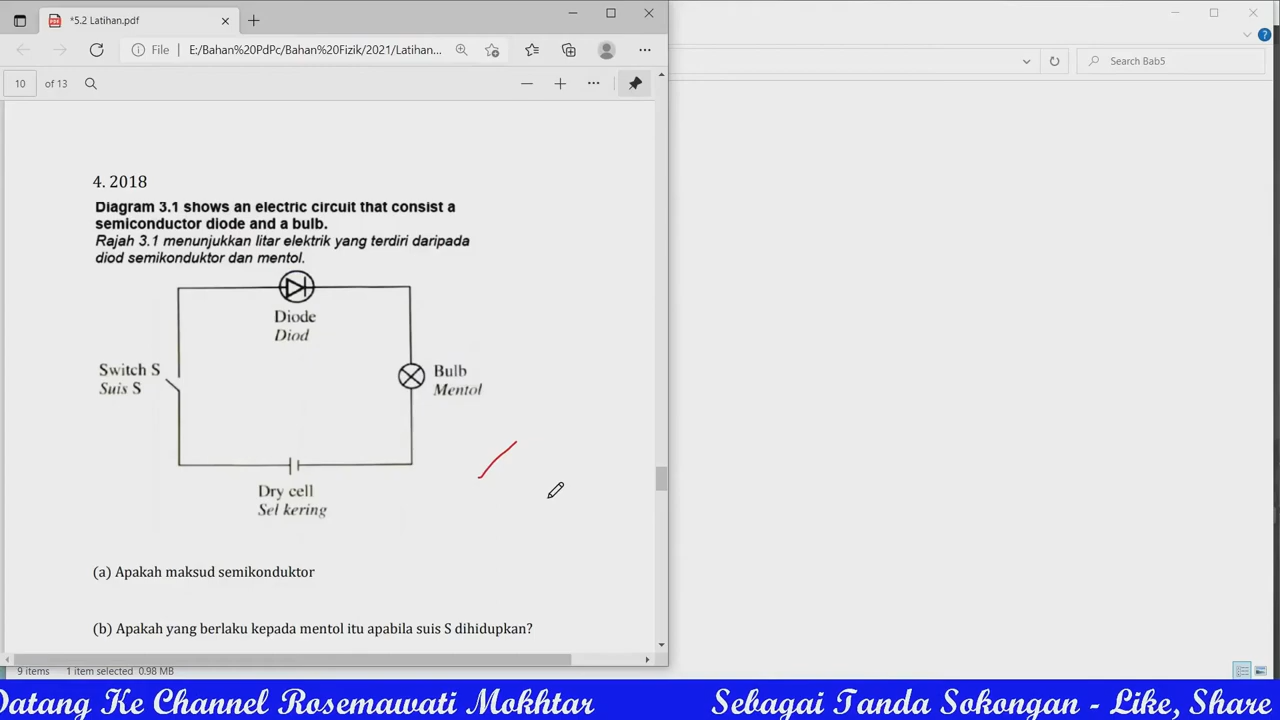 *5.2 Latihan.pdf
File
E:/Bahan%20PdPc/Bahan%20Fizik/2021/Latihan...
Search Bab5
10 of 13
4. 2018
Diagram 3.1 shows an electric circuit that consist a
semiconductor diode and a bulb.
Rajah 3.1 menunjukkan litar elektrik yang terdiri daripada
diod semikonduktor dan mentol.
Diode
Diod
Switch S
Suis S
Bulb
Mentol
Dry cell
Sel kering
(a) Apakah maksud semikonduktor
(b) Apakah yang berlaku kepada mentol itu apabila suis S dihidupkan?
9 items 1 item selected 0.98 MB
Datang Ke Channel Rosemawati Mokhtar Sebagai Tanda Sokongan - Like, Share